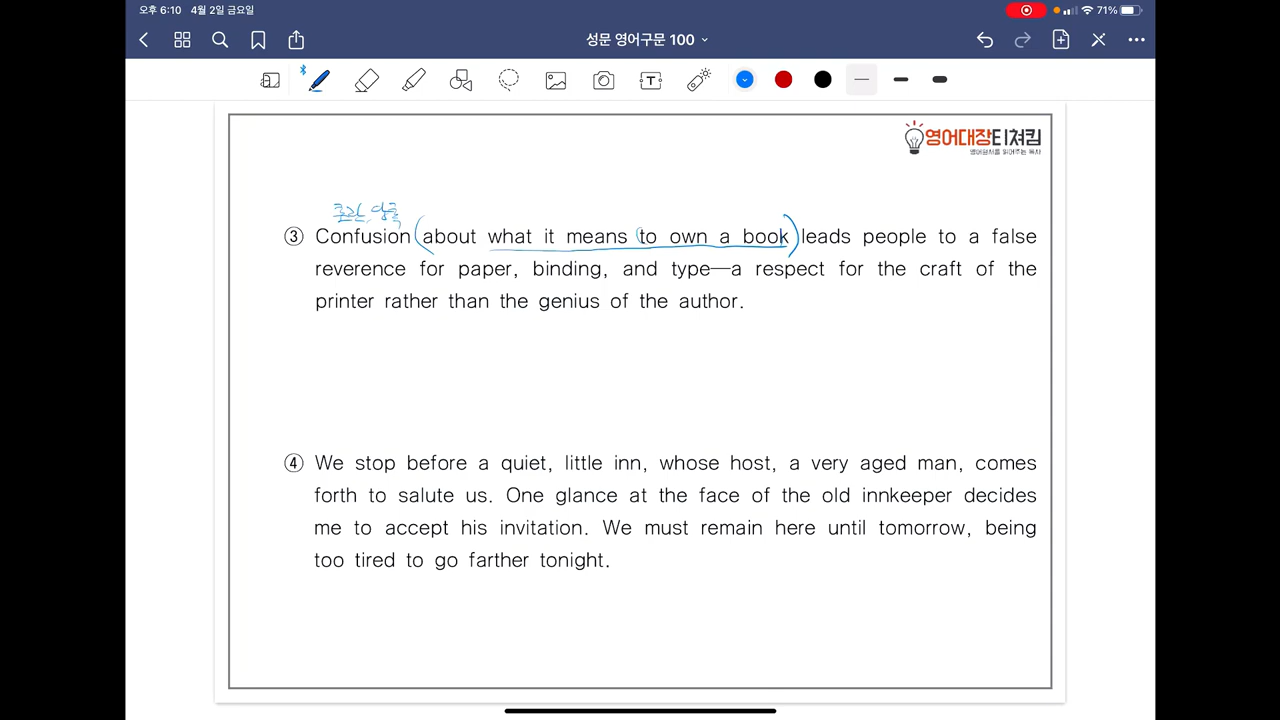 오후 6:10 4월 2일 금요일
71%
성문 영어구문 100
영어대장티쳐킴
혼란
③ Confusion (about what it means to own a book) leads people to a false
reverence for paper, binding, and type—a respect for the craft of the
printer rather than the genius of the author.
④ We stop before a quiet, little inn, whose host, a very aged man, comes
forth to salute us. One glance at the face of the old innkeeper decides
me to accept his invitation. We must remain here until tomorrow, being
too tired to go farther tonight.